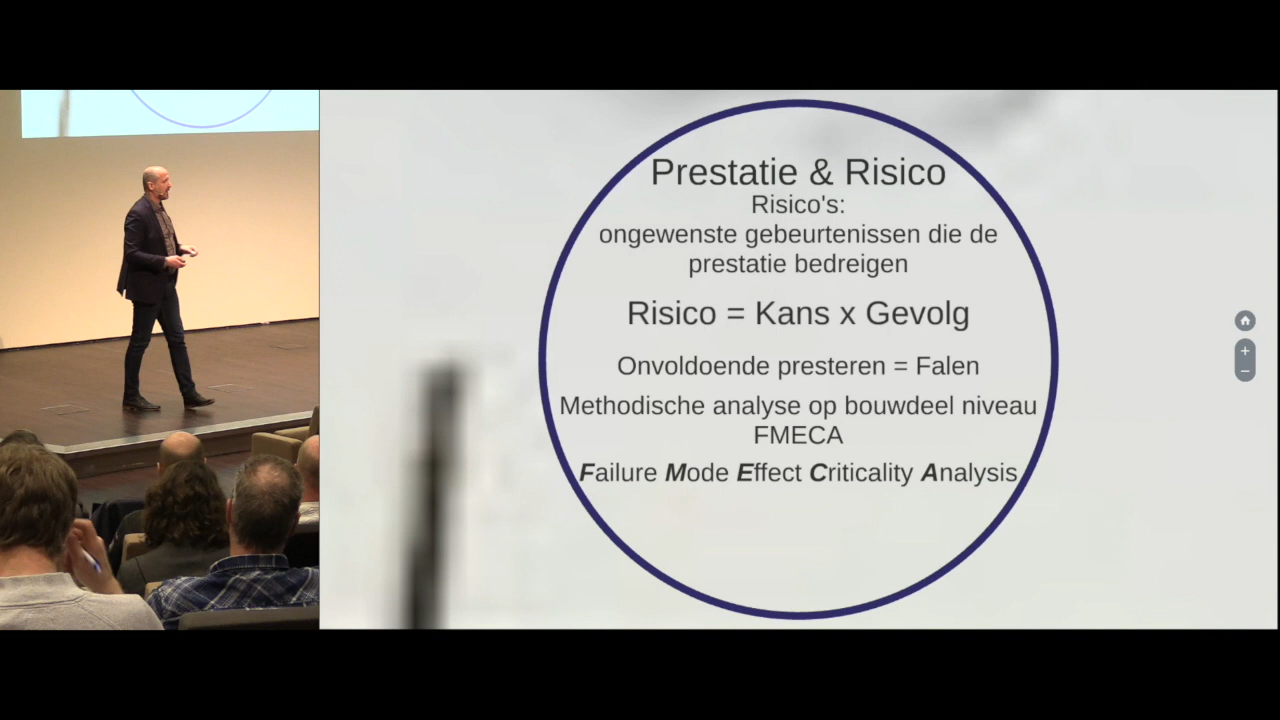 Prestatie & Risico
Risico's:
ongewenste gebeurtenissen die de
prestatie bedreigen
Risico = Kans x Gevolg
Onvoldoende presteren = Falen
Methodische analyse op bouwdeel niveau
FMECA
Failure Mode Effect Criticality Analysis